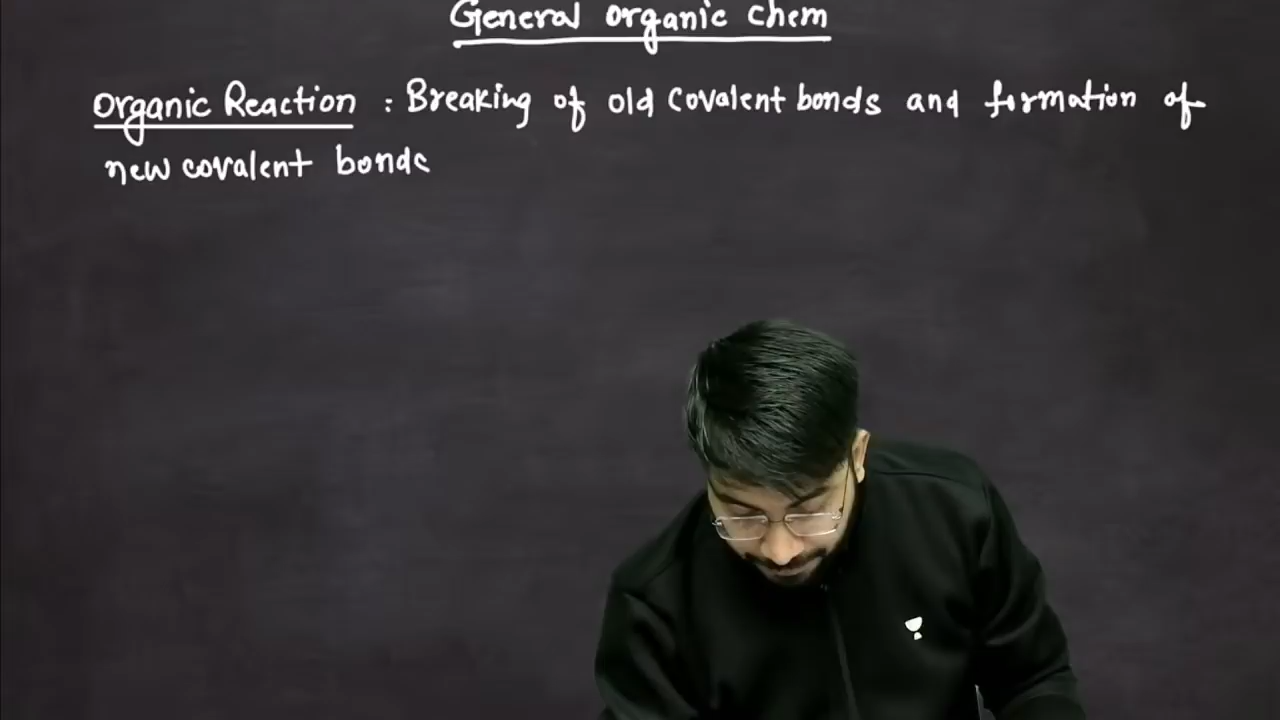 General Organic Chem
Organic Reaction : Breaking of old covalent bonds and formation of
new covalent bonds